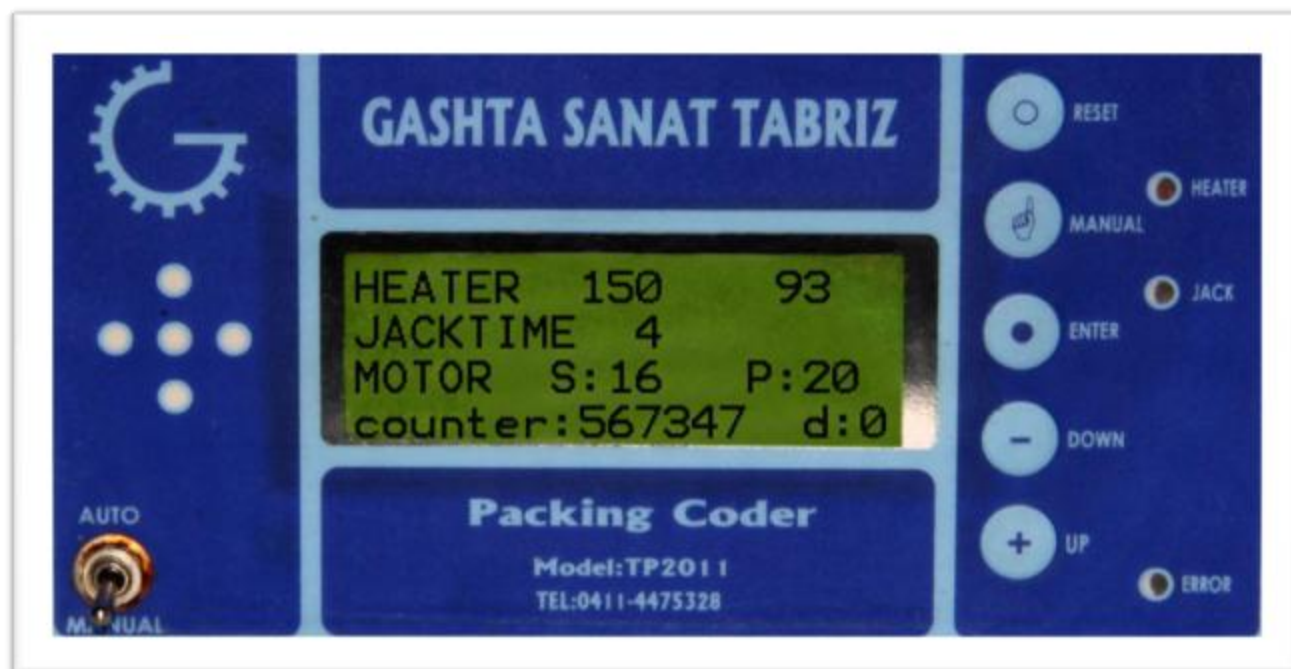 GASHTA SANAT TABRIZ
HEATER 150 93
JACKTIME 4
MOTOR S:16 P:20
counter:567347 d:0
Packing Coder
Model:TP2011
TEL:0411-4475328
AUTO
MANUAL
RESET
HEATER
MANUAL
JACK
ENTER
-
DOWN
+
UP
ERROR